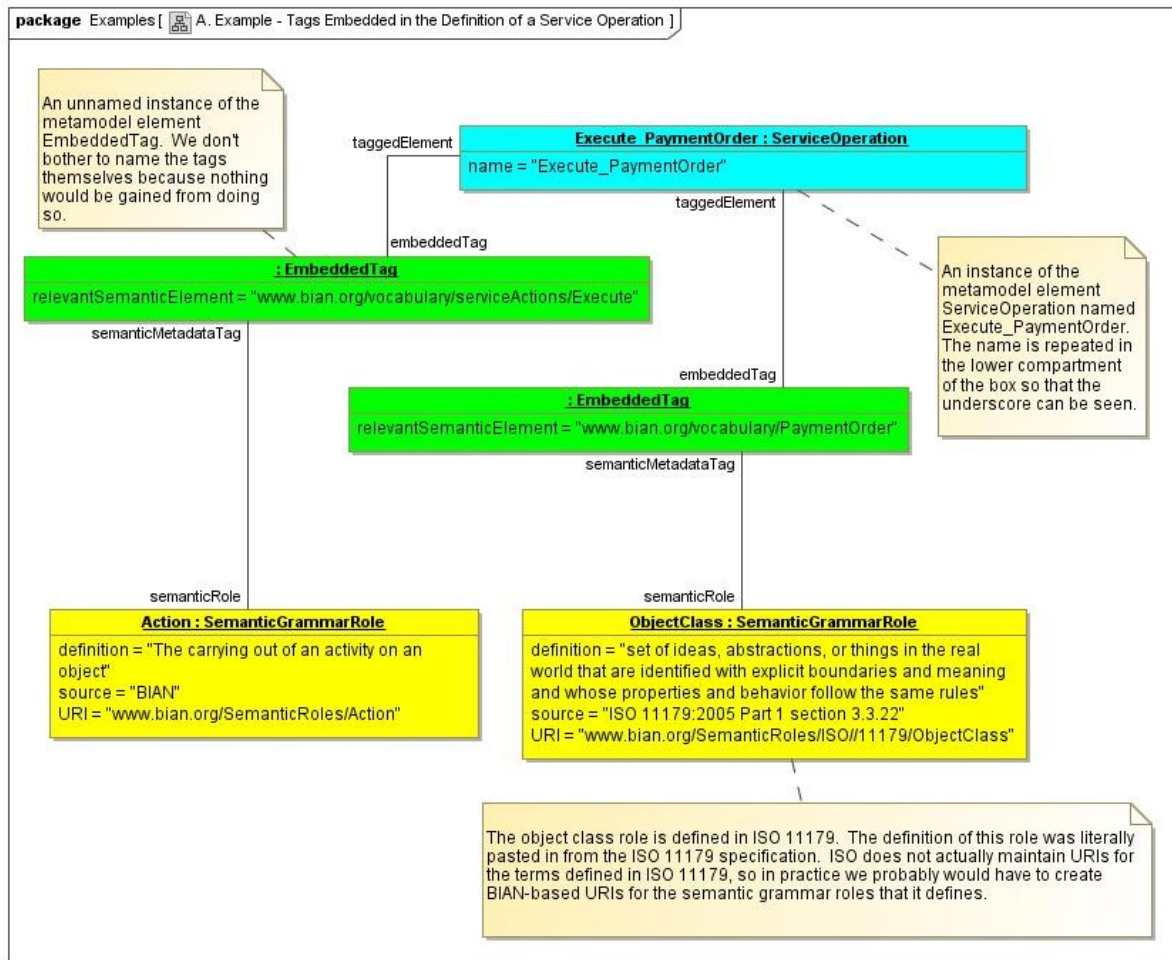 package Examples [ A. Example - Tags Embedded in the Definition of a Service Operation ]
An unnamed instance of the
metamodel element
EmbeddedTag. We don't
bother to name the tags
themselves because nothing
would be gained from doing
so.
taggedElement
Execute_PaymentOrder : ServiceOperation
name = "Execute_PaymentOrder"
taggedElement
embeddedTag
: EmbeddedTag
relevantSemanticElement = "www.bian.org/vocabulary/serviceActions/Execute"
semanticMetadataTag
An instance of the
metamodel element
ServiceOperation named
Execute_PaymentOrder.
The name is repeated in
the lower compartment
of the box so that the
underscore can be seen.
embeddedTag
: EmbeddedTag
relevantSemanticElement = "www.bian.org/vocabulary/PaymentOrder"
semanticMetadataTag
semanticRole
Action : SemanticGrammarRole
definition = "The carrying out of an activity on an
object"
source = "BIAN"
URI = "www.bian.org/SemanticRoles/Action"
semanticRole
ObjectClass : SemanticGrammarRole
definition = "set of ideas, abstractions, or things in the real
world that are identified with explicit boundaries and meaning
and whose properties and behavior follow the same rules"
source = "ISO 11179:2005 Part 1 section 3.3.22"
URI = "www.bian.org/SemanticRoles/ISO//11179/ObjectClass"
The object class role is defined in ISO 11179. The definition of this role was literally
pasted in from the ISO 11179 specification. ISO does not actually maintain URIs for
the terms defined in ISO 11179, so in practice we probably would have to create
BIAN-based URIs for the semantic grammar roles that it defines.